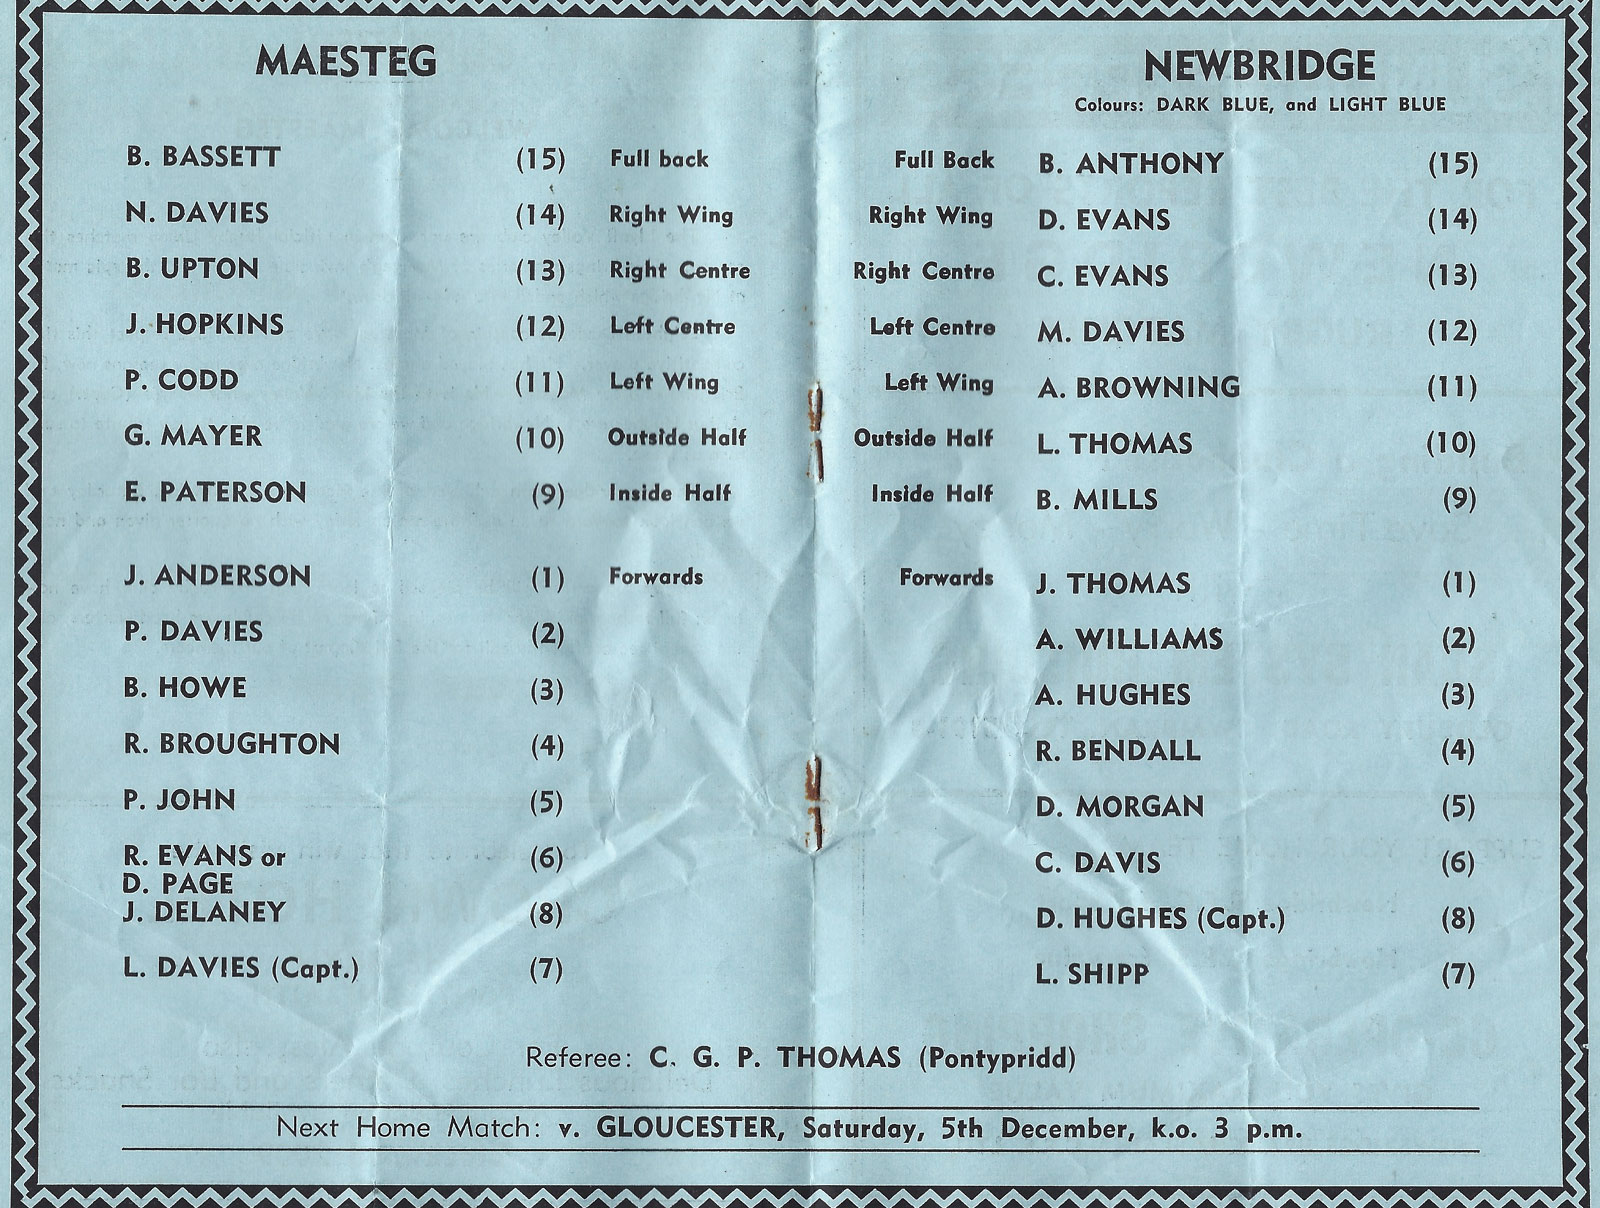 MAESTEG
B. BASSETT (15) Full back
N. DAVIES (14) Right Wing
B. UPTON (13) Right Centre
J. HOPKINS (12) Left Centre
P. CODD (11) Left Wing
G. MAYER (10) Outside Half
E. PATERSON (9) Inside Half
J. ANDERSON (1) Forwards
P. DAVIES (2)
B. HOWE (3)
R. BROUGHTON (4)
P. JOHN (5)
R. EVANS or (6)
D. PAGE
J. DELANEY (8)
L. DAVIES (Capt.) (7)
NEWBRIDGE
Colours: DARK BLUE, and LIGHT BLUE
Full Back B. ANTHONY (15)
Right Wing D. EVANS (14)
Right Centre C. EVANS (13)
Left Centre M. DAVIES (12)
Left Wing A. BROWNING (11)
Outside Half L. THOMAS (10)
Inside Half B. MILLS (9)
Forwards J. THOMAS (1)
A. WILLIAMS (2)
A. HUGHES (3)
R. BENDALL (4)
D. MORGAN (5)
C. DAVIS (6)
D. HUGHES (Capt.) (8)
L. SHIPP (7)
Referee: C. G. P. THOMAS (Pontypridd)
Next Home Match: v. GLOUCESTER, Saturday, 5th December, k.o. 3 p.m.